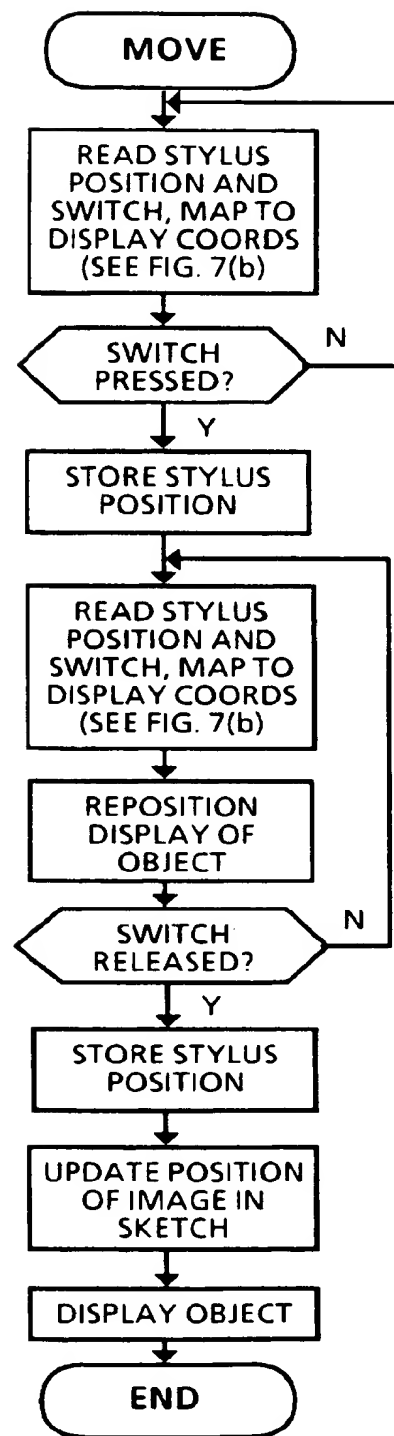 MOVE
READ STYLUS
POSITION AND
SWITCH, MAP TO
DISPLAY COORDS
(SEE FIG. 7(b)
SWITCH
PRESSED?
N
Y
STORE STYLUS
POSITION
READ STYLUS
POSITION AND
SWITCH, MAP TO
DISPLAY COORDS
(SEE FIG. 7(b)
REPOSITION
DISPLAY OF
OBJECT
SWITCH
RELEASED?
N
Y
STORE STYLUS
POSITION
UPDATE POSITION
OF IMAGE IN
SKETCH
DISPLAY OBJECT
END